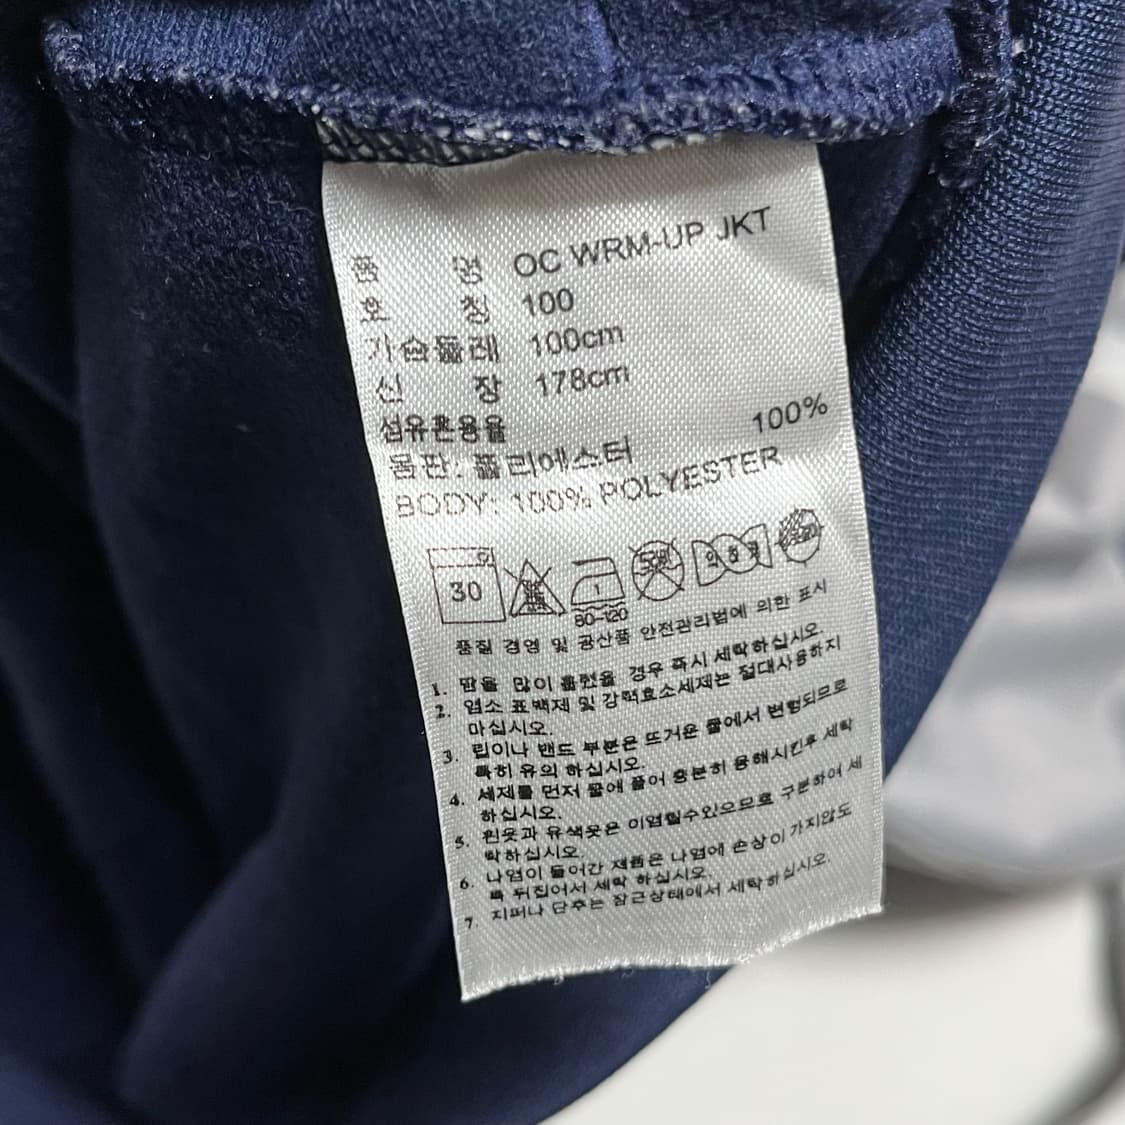 품 명 OC WRM-UP JKT
호 칭 100
가슴둘레 100cm
신 장 178cm
섬유혼용율
몸판: 폴리에스터 100%
BODY: 100% POLYESTER
30
1
80~120
품질 경영 및 공산품 안전관리법에 의한 표시
1. 땀을 많이 흘렸을 경우 즉시 세탁하십시오.
2. 염소 표백제 및 강력효소세제는 절대사용하지
마십시오.
3. 립이나 밴드 부분은 뜨거운 물에서 변형되므로
특히 유의 하십시오.
4. 세제를 먼저 물에 풀어 충분히 용해시킨후 세탁
하십시오.
5. 흰옷과 유색옷은 이염될수있으므로 구분하여 세
탁하십시오.
6. 나염이 들어간 제품은 나염에 손상이 가지않도
록 뒤집어서 세탁 하십시오.
7. 지퍼나 단추는 잠근상태에서 세탁하십시오.